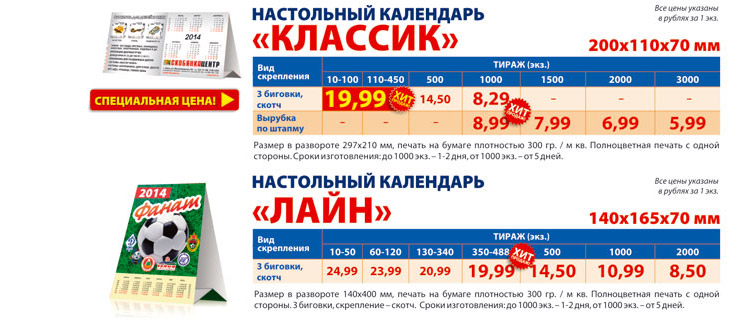 НАСТОЛЬНЫЙ КАЛЕНДАРЬ
«КЛАССИК»
Все цены указаны
в рублях за 1 экз.
200х110х70 мм
2014
СКОБЯНКАЦЕНТР
СПЕЦИАЛЬНАЯ ЦЕНА!
Вид скрепления
ТИРАЖ (экз.)
10-100 110-450 500 1000 1500 2000 3000
3 биговки, скотч
19,99 ХИТ 14,50 8,29 – – –
Вырубка по штампу
– – – 8,99 ХИТ 7,99 6,99 5,99
Размер в развороте 297х210 мм, печать на бумаге плотностью 300 гр. / м кв. Полноцветная печать с одной
стороны. Сроки изготовления: до 1000 экз. – 1-2 дня, от 1000 экз. – от 5 дней.
НАСТОЛЬНЫЙ КАЛЕНДАРЬ
«ЛАЙН»
Все цены указаны
в рублях за 1 экз.
140х165х70 мм
2014
Фанат
Вид скрепления
ТИРАЖ (экз.)
10-50 60-120 130-340 350-488 500 1000 2000
3 биговки, скотч
24,99 23,99 20,99 19,99 ХИТ 14,50 10,99 8,50
Размер в развороте 140х400 мм, печать на бумаге плотностью 300 гр. / м кв. Полноцветная печать с одной
стороны. 3 биговки, скрепление – скотч. Сроки изготовления: до 1000 экз. – 1-2 дня, от 1000 экз. – от 5 дней.